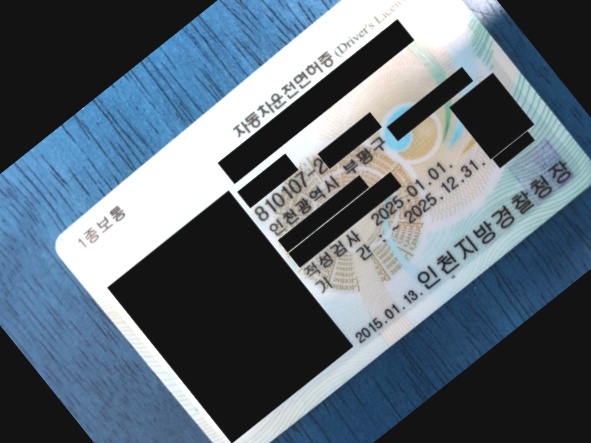 1종보통
자동차운전면허증 (Driver's Licen
810107-2
인천광역시 부평구
적성검사 2025.01.01.
기 간 : ~ 2025.12.31.
2015.01.13. 인천지방경찰청장